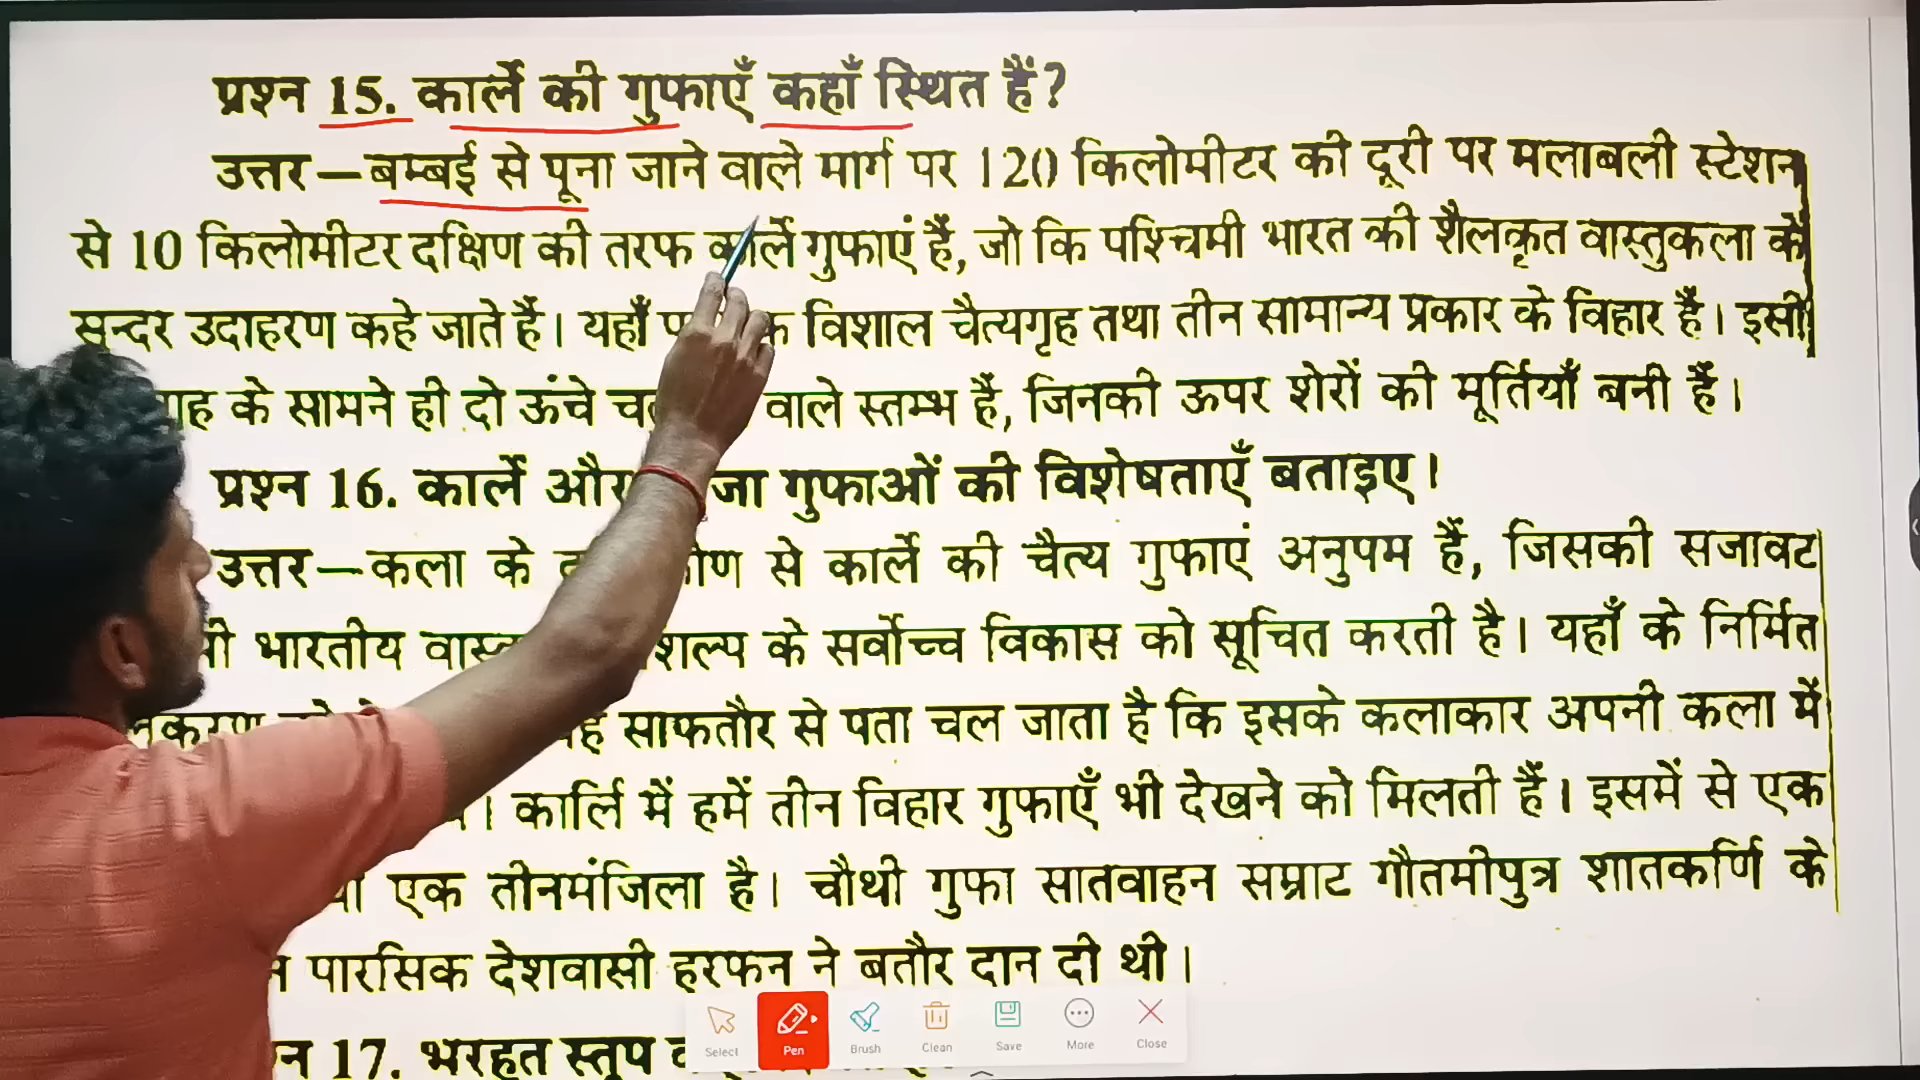 प्रश्न 15. कार्ले की गुफाएँ कहाँ स्थित हैं?
उत्तर—बम्बई से पूना जाने वाले मार्ग पर 120 किलोमीटर की दूरी पर मलाबली स्टेशन
से 10 किलोमीटर दक्षिण की तरफ कार्ले गुफाएं हैं, जो कि पश्चिमी भारत की शैलकृत वास्तुकला के
सुन्दर उदाहरण कहे जाते हैं। यहाँ विशाल चैत्यगृह तथा तीन सामान्य प्रकार के विहार हैं। इसी
के सामने ही दो ऊंचे वाले स्तम्भ हैं, जिनकी ऊपर शेरों की मूर्तियाँ बनी हैं।
प्रश्न 16. कार्ले और गुफाओं की विशेषताएँ बताइए।
उत्तर—कला के से कार्ले की चैत्य गुफाएं अनुपम हैं, जिसकी सजावट
भारतीय के सर्वोच्च विकास को सूचित करती है। यहाँ के निर्मित
साफतौर से पता चल जाता है कि इसके कलाकार अपनी कला में
कार्लि में हमें तीन विहार गुफाएँ भी देखने को मिलती हैं। इसमें से एक
एक तीनमंजिला है। चौथी गुफा सातवाहन सम्राट गौतमीपुत्र शातकर्णि के
पारसिक देशवासी हरफन ने बतौर दान दी थी।
17. भरहुत स्तूप
Select Pen Brush Clean Save More Close